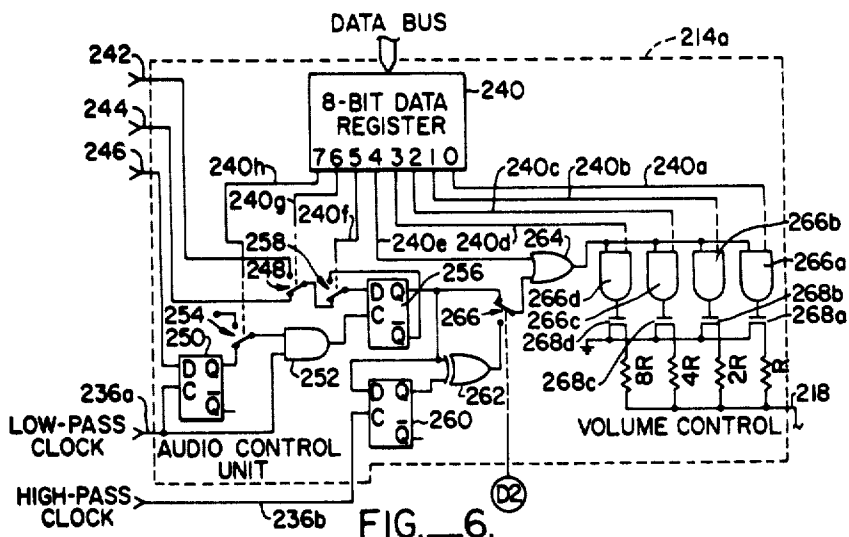 DATA BUS
242
214a
240
8-BIT DATA
REGISTER
244
246
7 6 5 4 3 2 1 0
240h
240g
240f
240e
240d
240c
240b
240a
258
248
264
266b
266a
254
250
D Q
C
Q̅
252
256
D Q
C
Q̅
266
266d
266c
268d
268c
268b
268a
262
D Q
C
Q̅
260
8R
4R
2R
R
218
236a
LOW-PASS
CLOCK
AUDIO CONTROL
UNIT
VOLUME CONTROL
HIGH-PASS
CLOCK
236b
D2
FIG.__6.